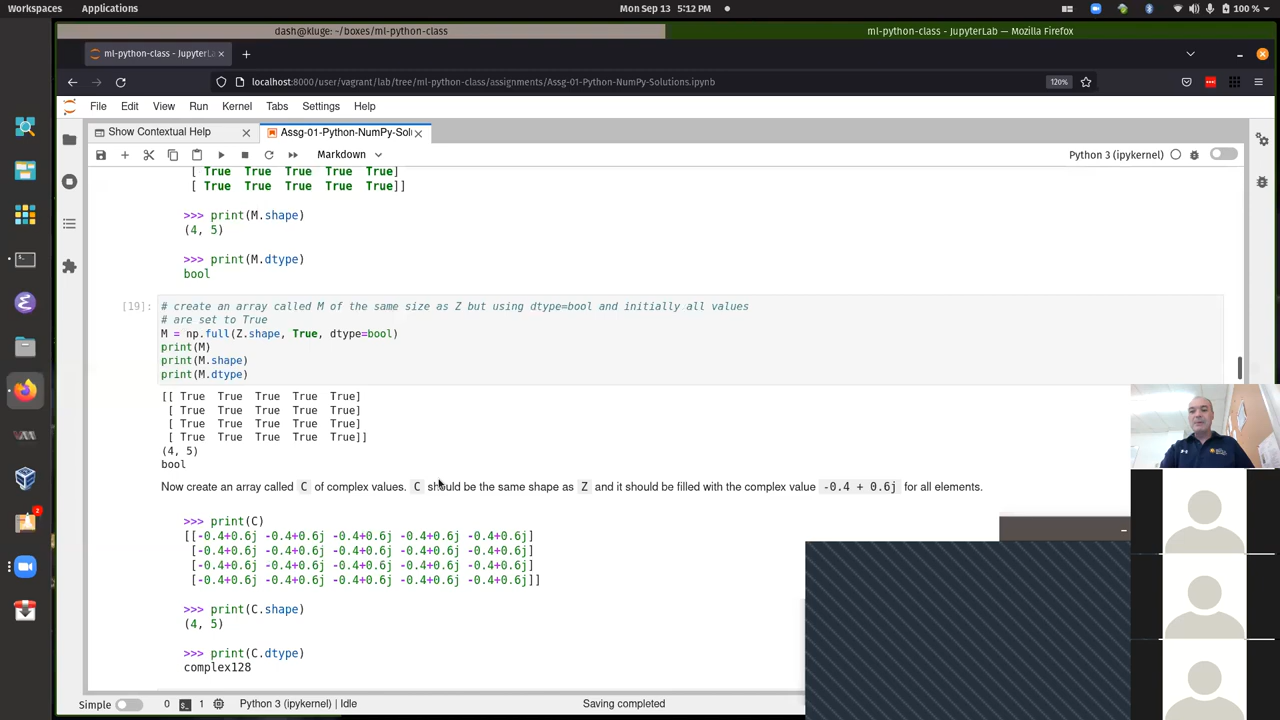 Workspaces Applications Mon Sep 13 5:12 PM 100 %
dash@kluge: ~/boxes/ml-python-class ml-python-class - JupyterLab — Mozilla Firefox
ml-python-class - JupyterLa
localhost:8000/user/vagrant/lab/tree/ml-python-class/assignments/Assg-01-Python-NumPy-Solutions.ipynb 120%
File Edit View Run Kernel Tabs Settings Help
Show Contextual Help Assg-01-Python-NumPy-Solu
Markdown Python 3 (ipykernel)
[ True True True True True]
[ True True True True True]]
>>> print(M.shape)
(4, 5)
>>> print(M.dtype)
bool
[19]: # create an array called M of the same size as Z but using dtype=bool and initially all values
# are set to True
M = np.full(Z.shape, True, dtype=bool)
print(M)
print(M.shape)
print(M.dtype)
[[ True True True True True]
[ True True True True True]
[ True True True True True]
[ True True True True True]]
(4, 5)
bool
Now create an array called C of complex values. C should be the same shape as Z and it should be filled with the complex value -0.4 + 0.6j for all elements.
>>> print(C)
[[-0.4+0.6j -0.4+0.6j -0.4+0.6j -0.4+0.6j -0.4+0.6j]
[-0.4+0.6j -0.4+0.6j -0.4+0.6j -0.4+0.6j -0.4+0.6j]
[-0.4+0.6j -0.4+0.6j -0.4+0.6j -0.4+0.6j -0.4+0.6j]
[-0.4+0.6j -0.4+0.6j -0.4+0.6j -0.4+0.6j -0.4+0.6j]]
>>> print(C.shape)
(4, 5)
>>> print(C.dtype)
complex128
Simple 0 1 Python 3 (ipykernel) | Idle Saving completed
2